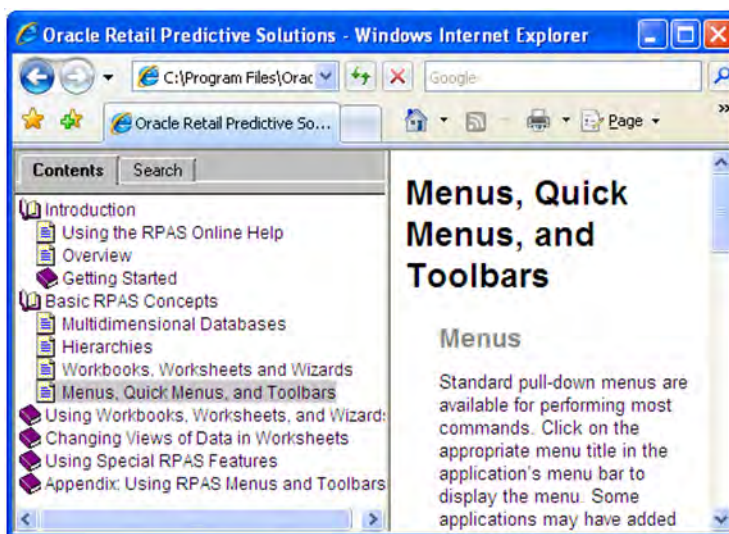 Oracle Retail Predictive Solutions - Windows Internet Explorer
C:\Program Files\Orac
Google
Oracle Retail Predictive So...
Page
»
Contents
Search
Introduction
Using the RPAS Online Help
Overview
Getting Started
Basic RPAS Concepts
Multidimensional Databases
Hierarchies
Workbooks, Worksheets and Wizards
Menus, Quick Menus, and Toolbars
Using Workbooks, Worksheets, and Wizards
Changing Views of Data in Worksheets
Using Special RPAS Features
Appendix: Using RPAS Menus and Toolbars
Menus, Quick
Menus, and
Toolbars
Menus
Standard pull-down menus are
available for performing most
commands. Click on the
appropriate menu title in the
application's menu bar to
display the menu. Some
applications may have added